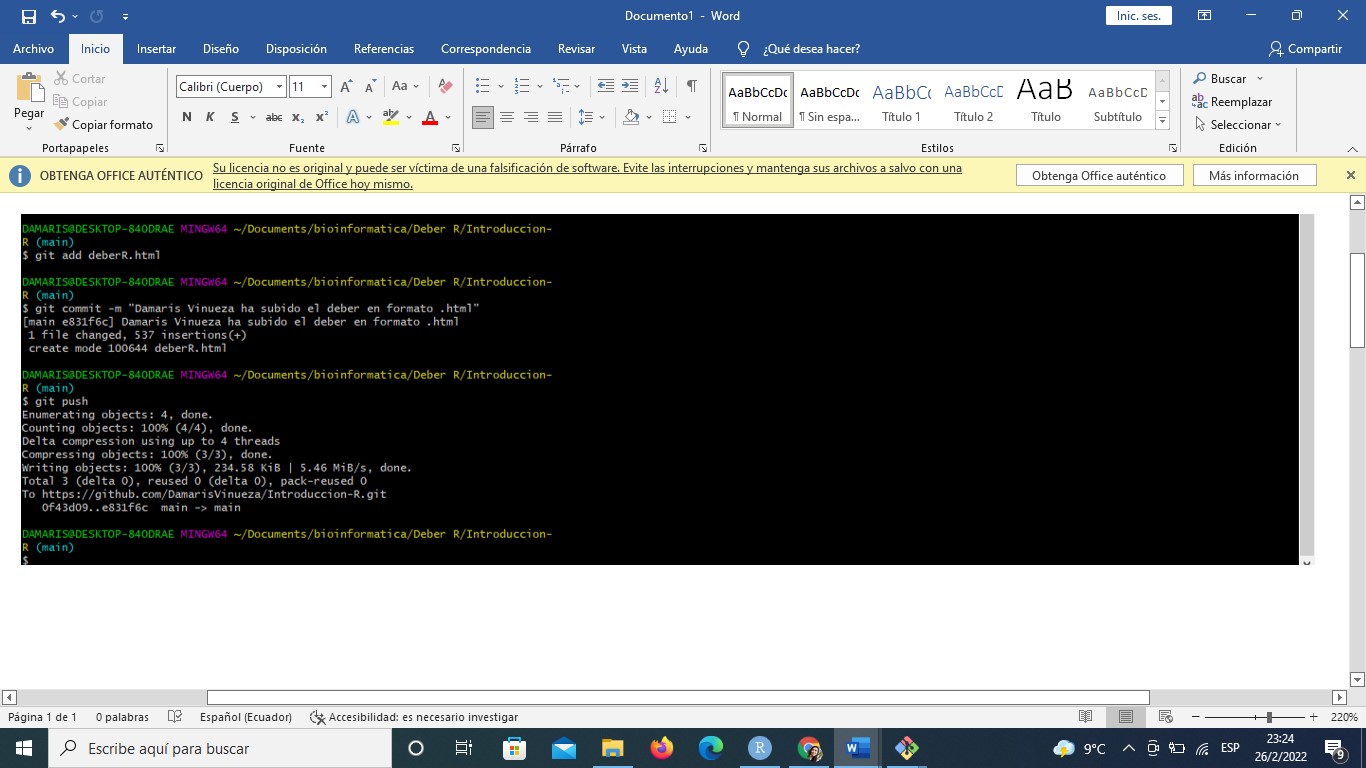 Documento1 - Word
Inic. ses.
Archivo Inicio Insertar Diseño Disposición Referencias Correspondencia Revisar Vista Ayuda ¿Qué desea hacer? Compartir
Pegar
Cortar
Copiar
Copiar formato
Portapapeles
Calibri (Cuerpo) 11 A A Aa A
N K S abc x₂ x² A ab A
Fuente
Párrafo
AaBbCcDc AaBbCcDc AaBbCc AaBbCcD AaB AaBbCcD
¶ Normal ¶ Sin espa... Título 1 Título 2 Título Subtítulo
Estilos
Buscar
Reemplazar
Seleccionar
Edición
OBTENGA OFFICE AUTÉNTICO Su licencia no es original y puede ser víctima de una falsificación de software. Evite las interrupciones y mantenga sus archivos a salvo con una
licencia original de Office hoy mismo.
Obtenga Office auténtico Más información
DAMARIS@DESKTOP-84ODRAE MINGW64 ~/Documents/bioinformatica/Deber R/Introduccion-
R (main)
$ git add deberR.html
DAMARIS@DESKTOP-84ODRAE MINGW64 ~/Documents/bioinformatica/Deber R/Introduccion-
R (main)
$ git commit -m "Damaris Vinueza ha subido el deber en formato .html"
[main e831f6c] Damaris Vinueza ha subido el deber en formato .html
1 file changed, 537 insertions(+)
create mode 100644 deberR.html
DAMARIS@DESKTOP-84ODRAE MINGW64 ~/Documents/bioinformatica/Deber R/Introduccion-
R (main)
$ git push
Enumerating objects: 4, done.
Counting objects: 100% (4/4), done.
Delta compression using up to 4 threads
Compressing objects: 100% (3/3), done.
Writing objects: 100% (3/3), 234.58 KiB | 5.46 MiB/s, done.
Total 3 (delta 0), reused 0 (delta 0), pack-reused 0
To https://github.com/DamarisVinueza/Introduccion-R.git
0f43d09..e831f6c main -> main
DAMARIS@DESKTOP-84ODRAE MINGW64 ~/Documents/bioinformatica/Deber R/Introduccion-
R (main)
$
Página 1 de 1 0 palabras Español (Ecuador) Accesibilidad: es necesario investigar 220%
Escribe aquí para buscar
9°C
ESP
23:24
26/2/2022
9